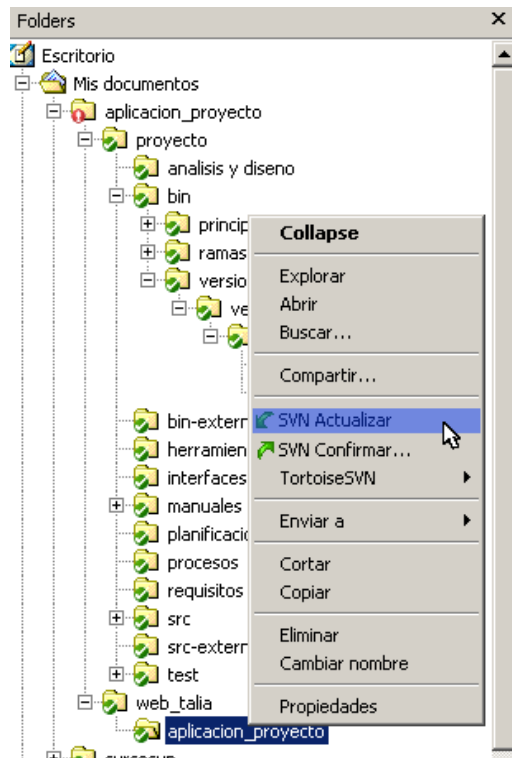 Folders
Escritorio
Mis documentos
aplicacion_proyecto
proyecto
analisis y diseno
bin
princip
ramas
versio
ve
bin-extern
herramien
interfaces
manuales
planificacio
procesos
requisitos
src
src-extern
test
web_talia
aplicacion_proyecto
Collapse
Explorar
Abrir
Buscar...
Compartir...
SVN Actualizar
SVN Confirmar...
TortoiseSVN
Enviar a
Cortar
Copiar
Eliminar
Cambiar nombre
Propiedades